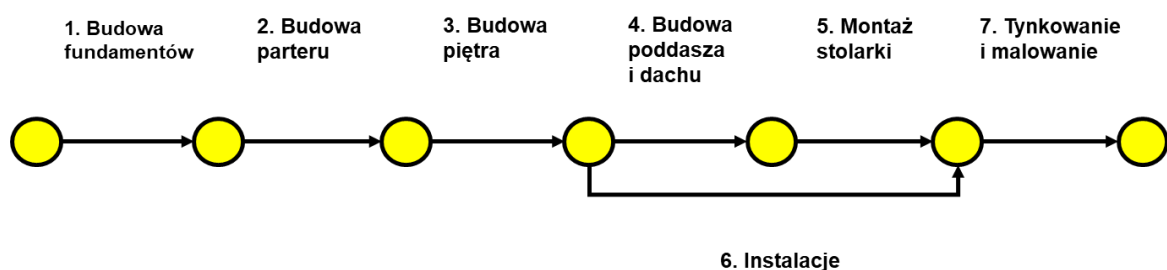 1. Budowa
fundamentów
2. Budowa
parteru
3. Budowa
piętra
4. Budowa
poddasza
i dachu
5. Montaż
stolarki
7. Tynkowanie
i malowanie
6. Instalacje